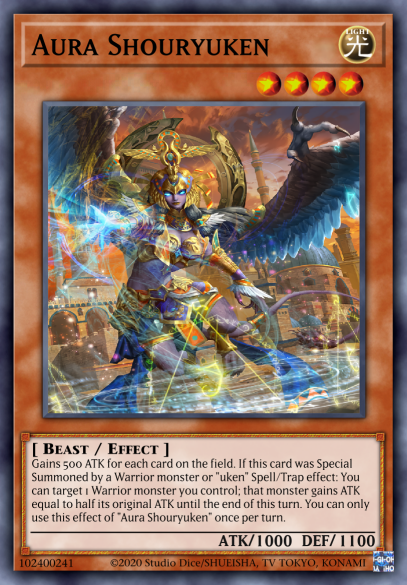 AURA SHOURYUKEN
LIGHT
光
[ BEAST / EFFECT ]
Gains 500 ATK for each card on the field. If this card was Special
Summoned by a Warrior monster or "uken" Spell/Trap effect: You
can target 1 Warrior monster you control; that monster gains ATK
equal to half its original ATK until the end of this turn. You can only
use this effect of "Aura Shouryuken" once per turn.
ATK/1000 DEF/1100
102400241
©2020 Studio Dice/SHUEISHA, TV TOKYO, KONAMI